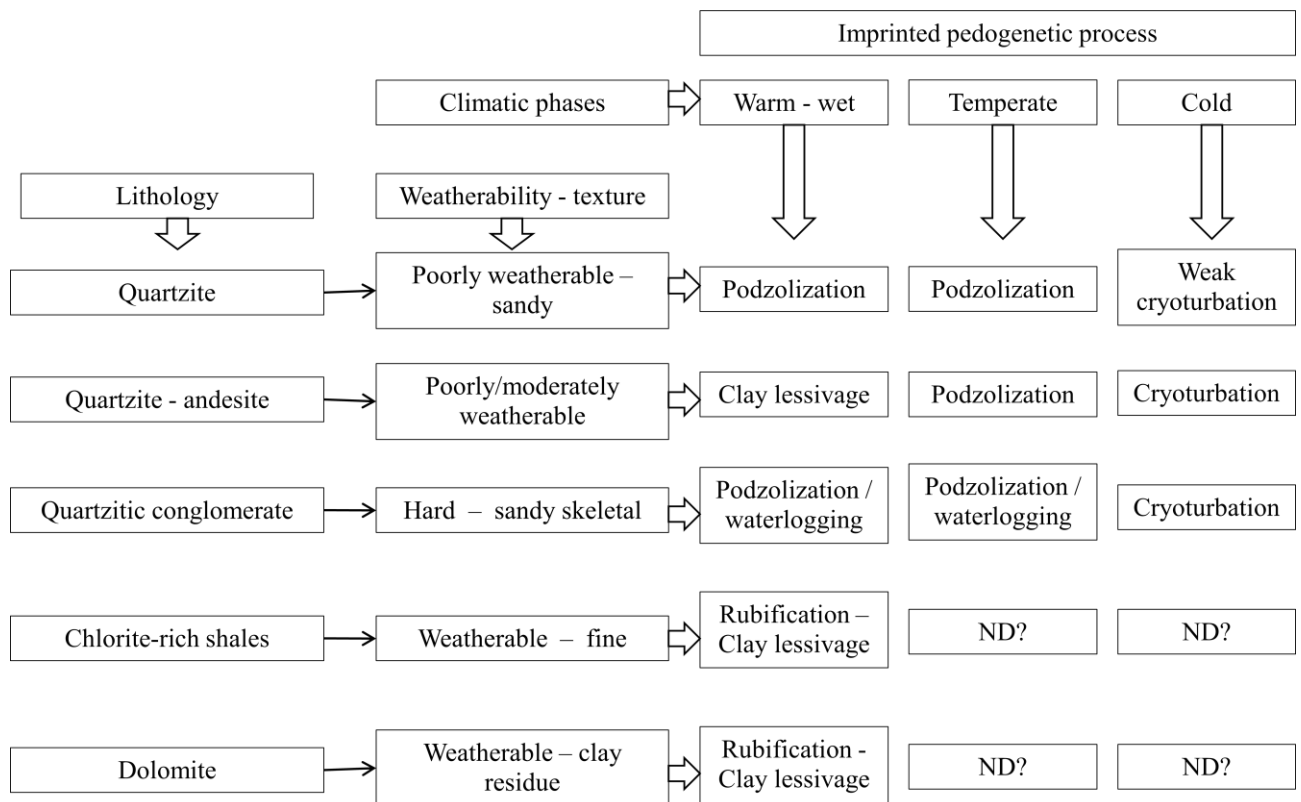 Imprinted pedogenetic process
Climatic phases
Warm - wet
Temperate
Cold
Lithology
Weatherability - texture
Quartzite
Poorly weatherable –
sandy
Podzolization
Podzolization
Weak
cryoturbation
Quartzite - andesite
Poorly/moderately
weatherable
Clay lessivage
Podzolization
Cryoturbation
Quartzitic conglomerate
Hard – sandy skeletal
Podzolization /
waterlogging
Podzolization /
waterlogging
Cryoturbation
Chlorite-rich shales
Weatherable – fine
Rubification –
Clay lessivage
ND?
ND?
Dolomite
Weatherable – clay
residue
Rubification -
Clay lessivage
ND?
ND?